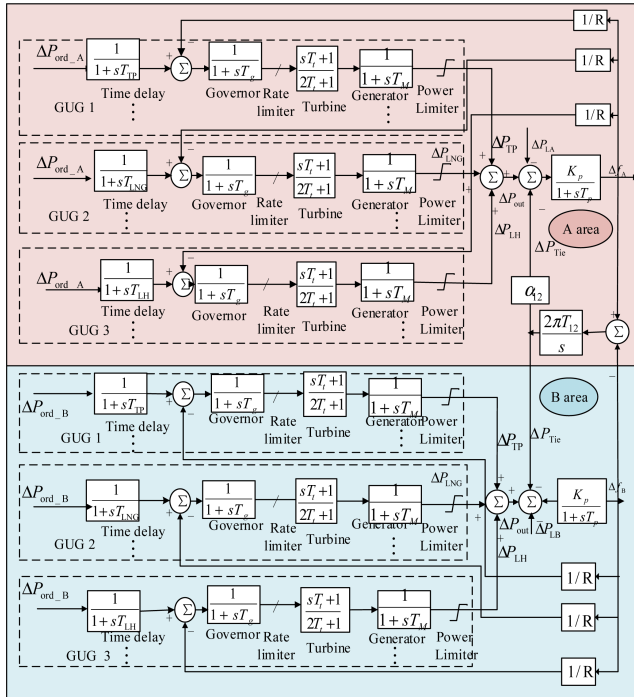 1/R
ΔP_ord_A
1
1+sT_TP
+
−
Σ
1
1+sT_g
sT_t+1
2T_t+1
1
1+sT_M
Power
Limiter
1/R
Time delay
GUG 1
Governor
Rate
limiter
Turbine
Generator
1/R
ΔP_ord_A
1
1+sT_LNG
+
−
Σ
1
1+sT_g
sT_t+1
2T_t+1
1
1+sT_M
ΔP_LNG
Power
Limiter
Time delay
GUG 2
Governor
Rate
limiter
Turbine
Generator
ΔP_TP
ΔP_LA
+
Σ
+
ΔP_out
−
Σ
K_p
1+sT_p
Δf_A
ΔP_LH
ΔP_Tie
−
A area
ΔP_ord_A
1
1+sT_LH
+
−
Σ
1
1+sT_g
sT_t+1
2T_t+1
1
1+sT_M
Power
Limiter
Time delay
GUG 3
Governor
Rate
limiter
Turbine
Generator
α_12
2πT_12
s
+
Σ
−
B area
ΔP_ord_B
1
1+sT_TP
+
−
Σ
1
1+sT_g
sT_t+1
2T_t+1
1
1+sT_M
Power
Limiter
Time delay
GUG 1
Governor
Rate
limiter
Turbine
Generator
ΔP_TP
ΔP_Tie
ΔP_ord_B
1
1+sT_LNG
+
−
Σ
1
1+sT_g
sT_t+1
2T_t+1
1
1+sT_M
ΔP_LNG
Power
Limiter
Time delay
GUG 2
Governor
Rate
limiter
Turbine
Generator
+
Σ
+
ΔP_out
−
Σ
−
ΔP_LB
K_p
1+sT_p
Δf_B
ΔP_LH
1/R
ΔP_ord_B
1
1+sT_LH
+
−
Σ
1
1+sT_g
sT_t+1
2T_t+1
1
1+sT_M
Power
Limiter
1/R
Time delay
GUG 3
Governor
Rate
limiter
Turbine
Generator
1/R